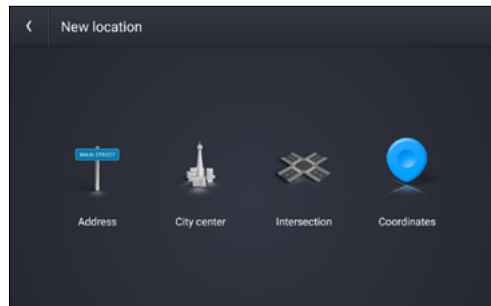 New location
MAIN STREET
Address
City center
Intersection
Coordinates